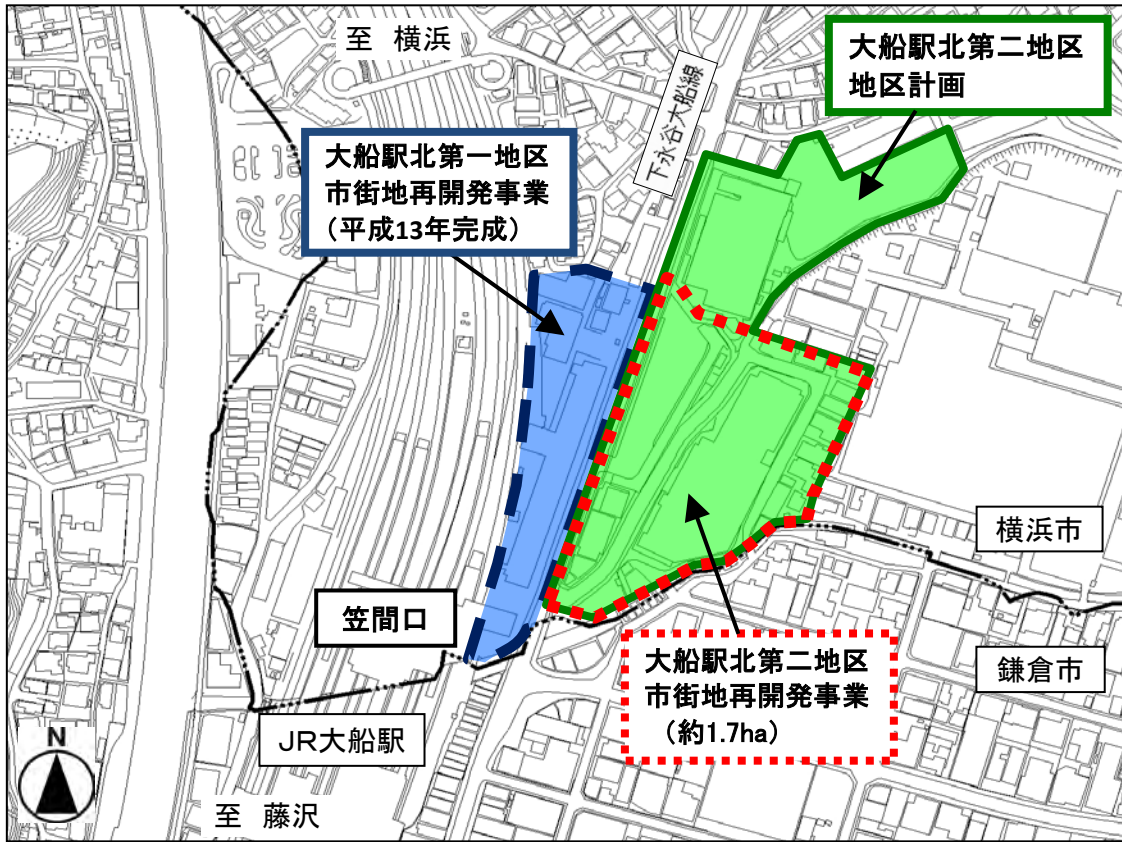 至 横浜
大船駅北第二地区
地区計画
下永谷大船線
大船駅北第一地区
市街地再開発事業
（平成13年完成）
横浜市
笠間口
大船駅北第二地区
市街地再開発事業
（約1.7ha）
鎌倉市
JR大船駅
N
至 藤沢